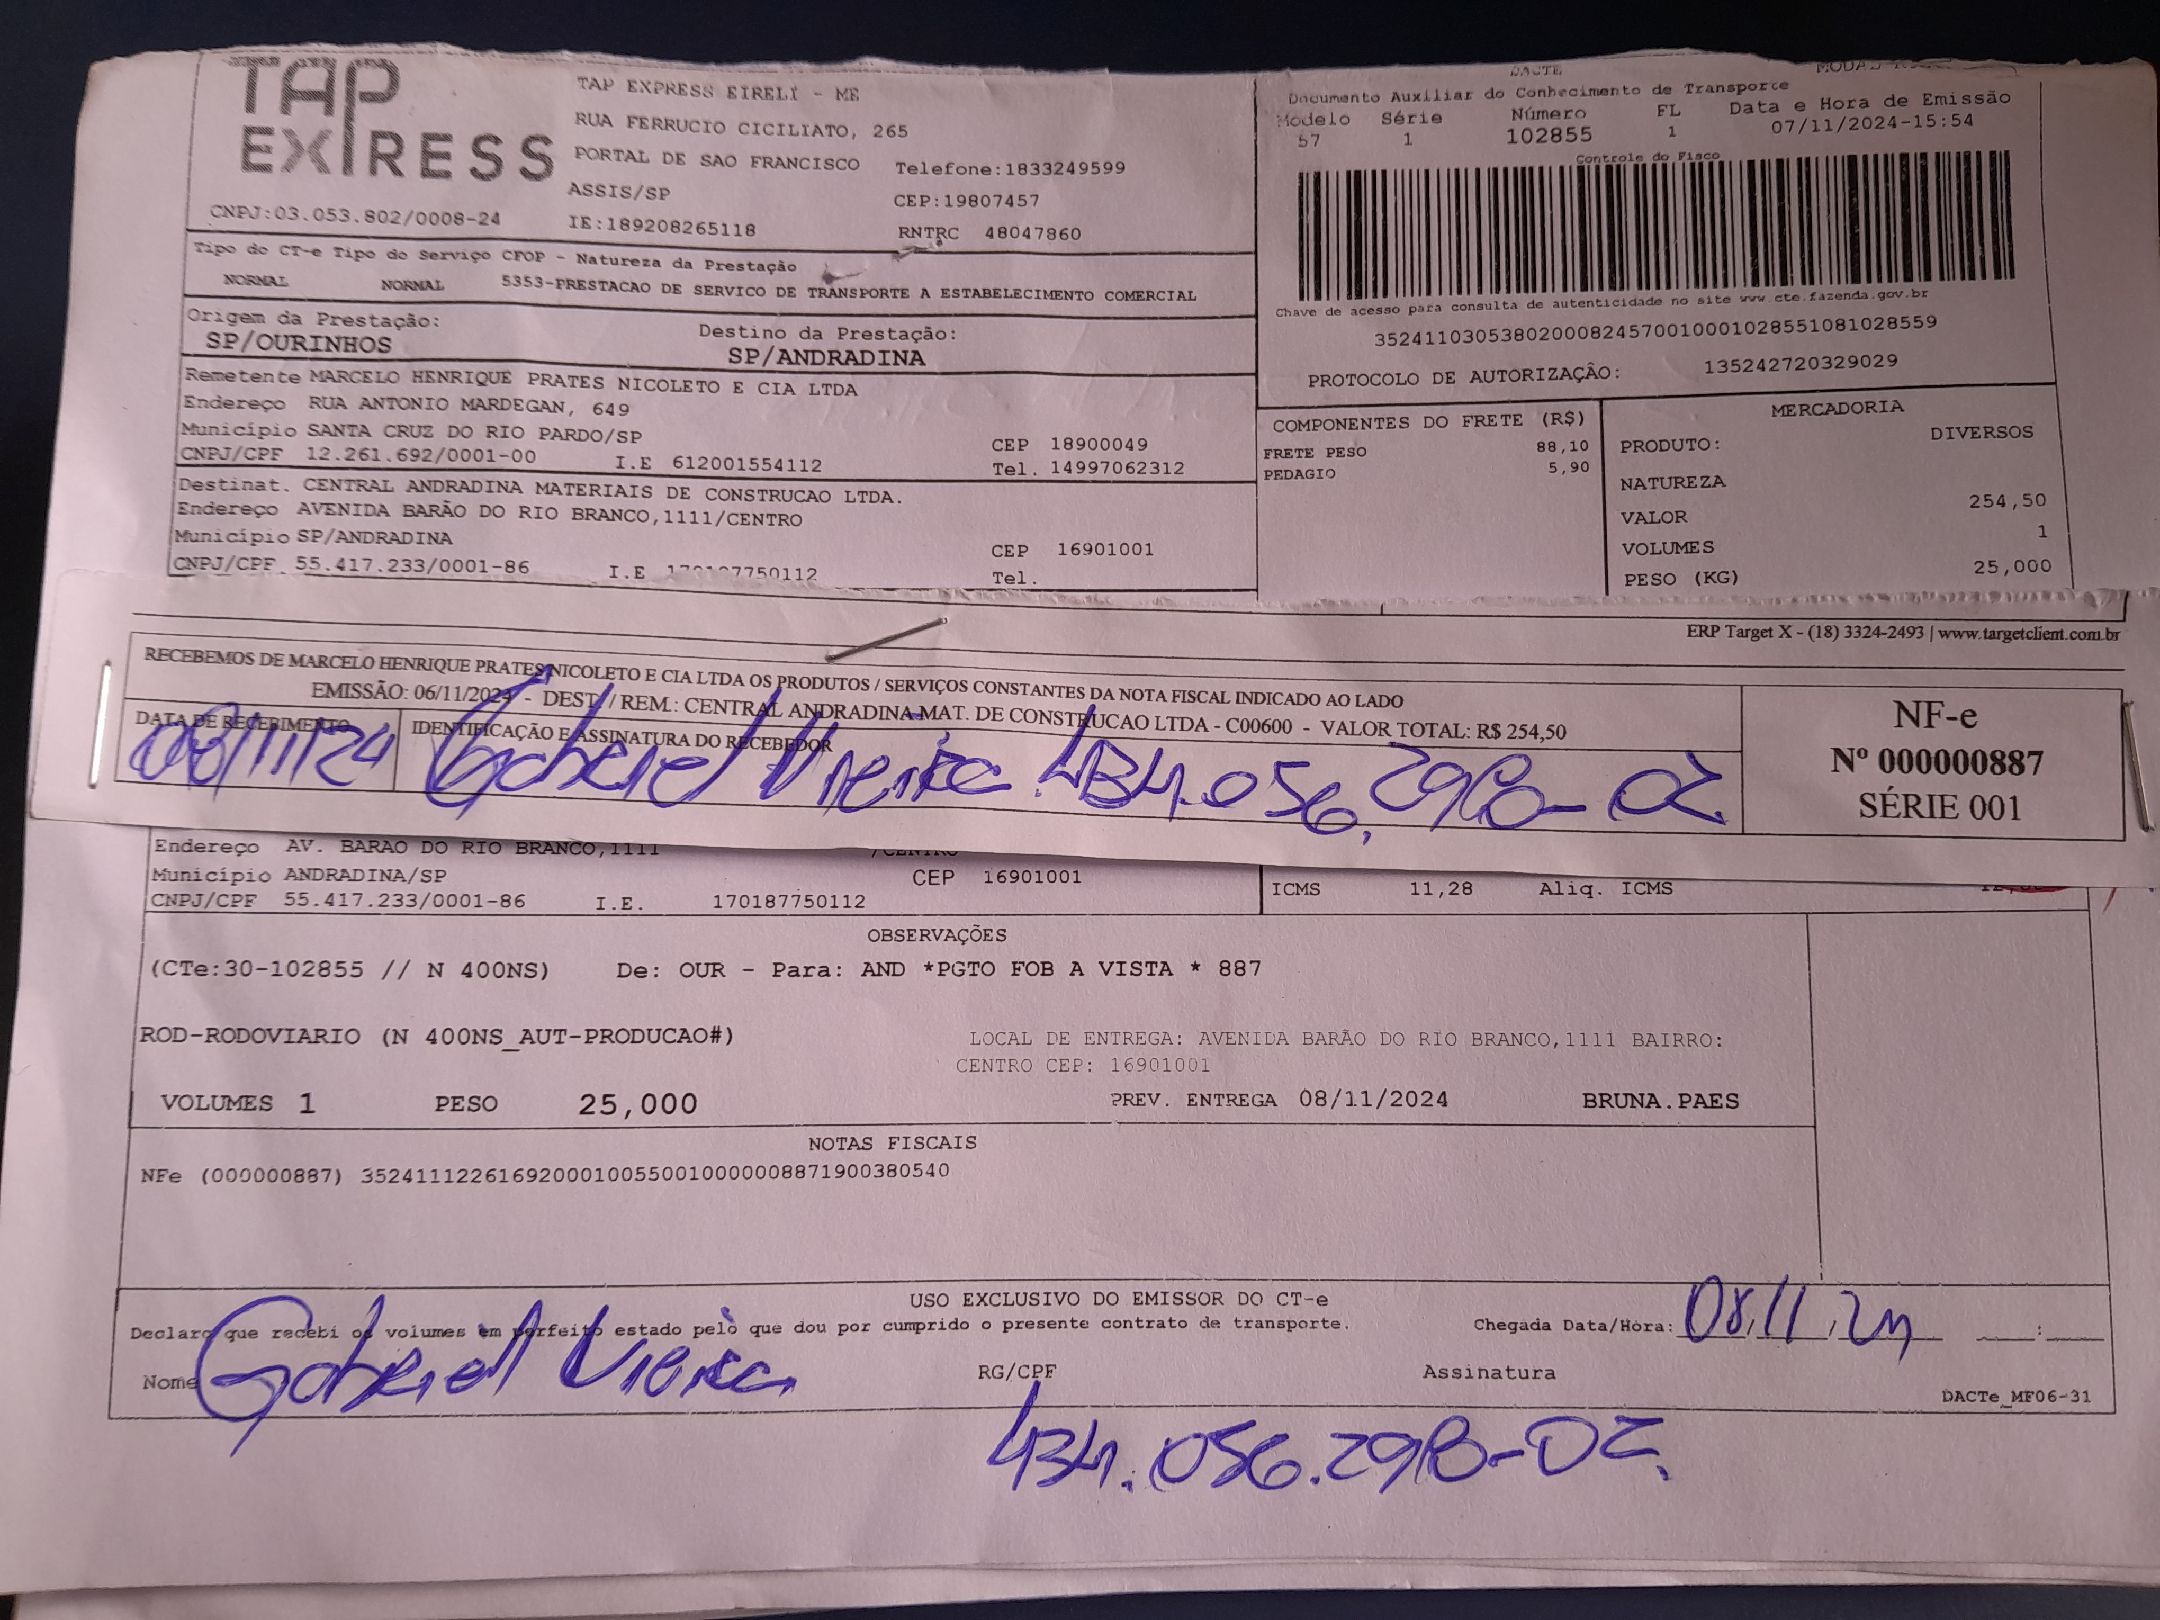 TAP EXPRESS
TAP EXPRESS EIRELI - ME
RUA FERRUCIO CICILIATO, 265
PORTAL DE SAO FRANCISCO Telefone:1833249599
ASSIS/SP CEP:19807457
CNPJ:03.053.802/0008-24 IE:189208265118 RNTRC 48047860
DACTE
Documento Auxiliar do Conhecimento de Transporte
Modelo Série Número FL Data e Hora de Emissão
57 1 102855 1 07/11/2024-15:54
Controle do Fisco
Chave de acesso para consulta de autenticidade no site www.cte.fazenda.gov.br
35241103053802000824570010001028551081028559
PROTOCOLO DE AUTORIZAÇÃO: 135242720329029
Tipo do CT-e Tipo do Serviço CFOP - Natureza da Prestação
NORMAL NORMAL 5353-PRESTACAO DE SERVICO DE TRANSPORTE A ESTABELECIMENTO COMERCIAL
Origem da Prestação: Destino da Prestação:
SP/OURINHOS SP/ANDRADINA
Remetente MARCELO HENRIQUE PRATES NICOLETO E CIA LTDA
Endereço RUA ANTONIO MARDEGAN, 649
Município SANTA CRUZ DO RIO PARDO/SP CEP 18900049
CNPJ/CPF 12.261.692/0001-00 I.E 612001554112 Tel. 14997062312
Destinat. CENTRAL ANDRADINA MATERIAIS DE CONSTRUCAO LTDA.
Endereço AVENIDA BARÃO DO RIO BRANCO,1111/CENTRO
Município SP/ANDRADINA CEP 16901001
CNPJ/CPF 55.417.233/0001-86 I.E Tel.
COMPONENTES DO FRETE (R$)
FRETE PESO 88,10
PEDAGIO 5,90
MERCADORIA
PRODUTO: DIVERSOS
NATUREZA
VALOR 254,50
VOLUMES 1
PESO (KG) 25,000
ERP Target X - (18) 3324-2493 | www.targetclient.com.br
RECEBEMOS DE MARCELO HENRIQUE PRATES NICOLETO E CIA LTDA OS PRODUTOS / SERVIÇOS CONSTANTES DA NOTA FISCAL INDICADO AO LADO
EMISSÃO: 06/11/2024 - DEST. / REM.: CENTRAL ANDRADINA MAT. DE CONSTRUCAO LTDA - C00600 - VALOR TOTAL: R$ 254,50
DATA DE RECEBIMENTO IDENTIFICAÇÃO E ASSINATURA DO RECEBEDOR
08/11/24 Gabriel Vieira 434.056.298-02
NF-e
Nº 000000887
SÉRIE 001
Endereço AV. BARAO DO RIO BRANCO,1111 /CENTRO
Município ANDRADINA/SP CEP 16901001
CNPJ/CPF 55.417.233/0001-86 I.E. 170187750112
ICMS 11,28 Aliq. ICMS
OBSERVAÇÕES
(CTe:30-102855 // N 400NS) De: OUR - Para: AND *PGTO FOB A VISTA * 887
ROD-RODOVIARIO (N 400NS_AUT-PRODUCAO#) LOCAL DE ENTREGA: AVENIDA BARÃO DO RIO BRANCO,1111 BAIRRO:
CENTRO CEP: 16901001
VOLUMES 1 PESO 25,000 PREV. ENTREGA 08/11/2024 BRUNA.PAES
NOTAS FISCAIS
NFe (000000887) 35241112261692000100550010000008871900380540
USO EXCLUSIVO DO EMISSOR DO CT-e
Declaro que recebi os volumes em perfeito estado pelo que dou por cumprido o presente contrato de transporte. Chegada Data/Hora: 08/11/24 :
Nome Gabriel Vieira RG/CPF Assinatura
DACTe_MF06-31
434.056.298-02